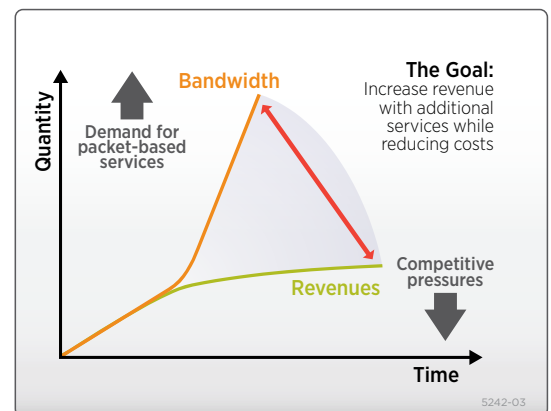 Bandwidth
The Goal:
Increase revenue
with additional
services while
reducing costs
Demand for
packet-based
services
Quantity
Revenues
Competitive
pressures
Time
5242-03